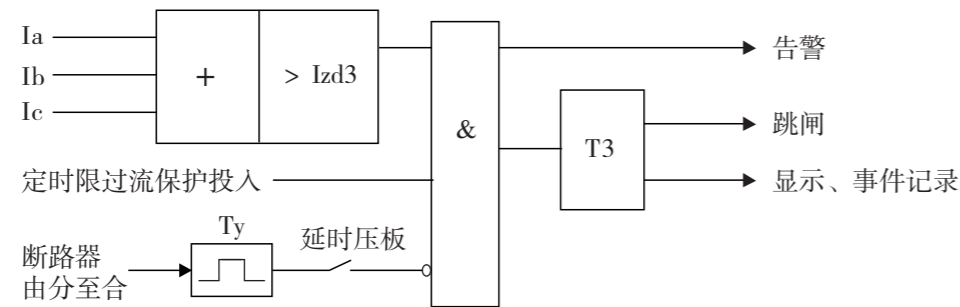 Ia
Ib
Ic
+
> Izd3
&
T3
告警
跳闸
显示、事件记录
定时限过流保护投入
Ty
延时压板
断路器
由分至合